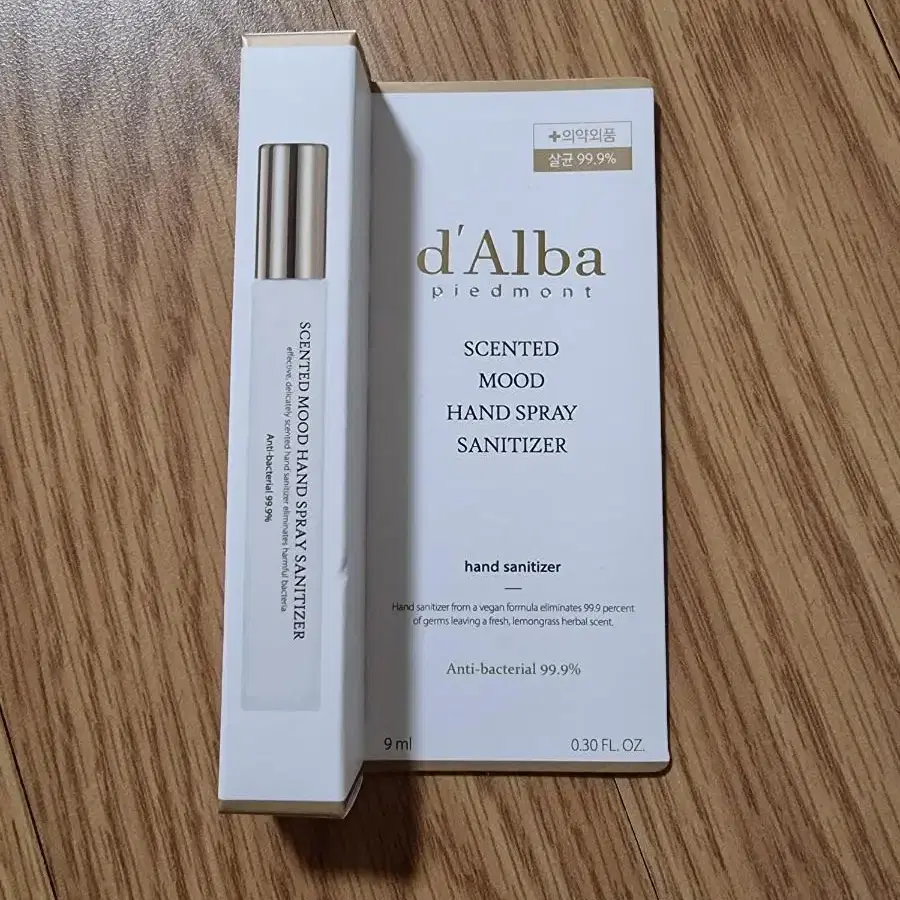 SCENTED MOOD HAND SPRAY SANITIZER
effective, delicately scented hand sanitizer eliminates harmful bacteria
Anti-bacterial 99.9%
✚의약외품
살균 99.9%
d'Alba
piedmont
SCENTED
MOOD
HAND SPRAY
SANITIZER
hand sanitizer
Hand sanitizer from a vegan formula eliminates 99.9 percent
of germs leaving a fresh, lemongrass herbal scent.
Anti-bacterial 99.9%
9 ml
0.30 FL. OZ.